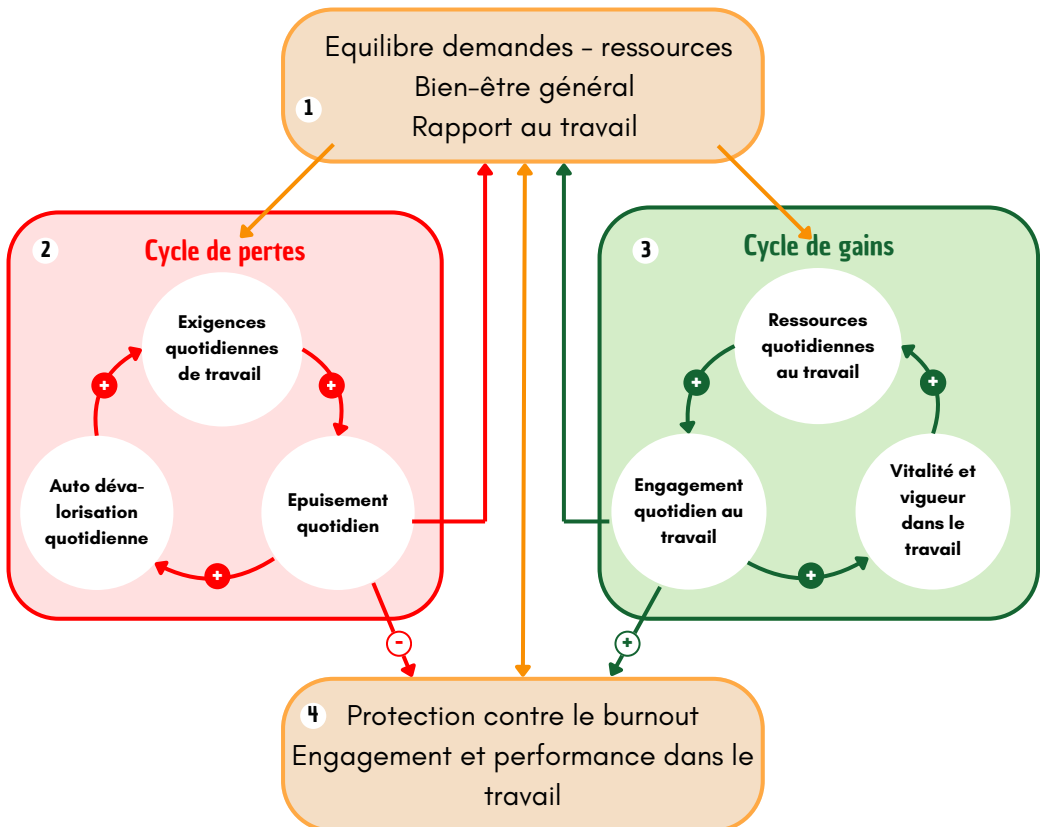 Equilibre demandes - ressources
Bien-être général
1
Rapport au travail
2
Cycle de pertes
Exigences
quotidiennes
de travail
+
+
Auto déva-
lorisation
quotidienne
Epuisement
quotidien
+
3
Cycle de gains
Ressources
quotidiennes
au travail
+
+
Engagement
quotidien au
travail
Vitalité et
vigueur
dans le
travail
+
-
+
4
Protection contre le burnout
Engagement et performance dans le
travail